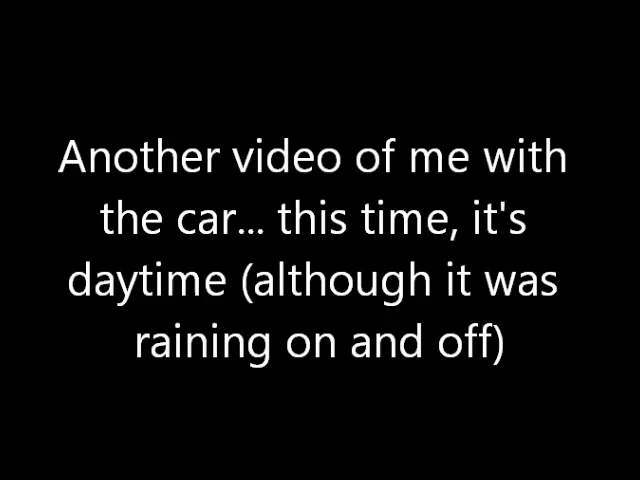 Another video of me with
the car... this time, it's
daytime (although it was
raining on and off)